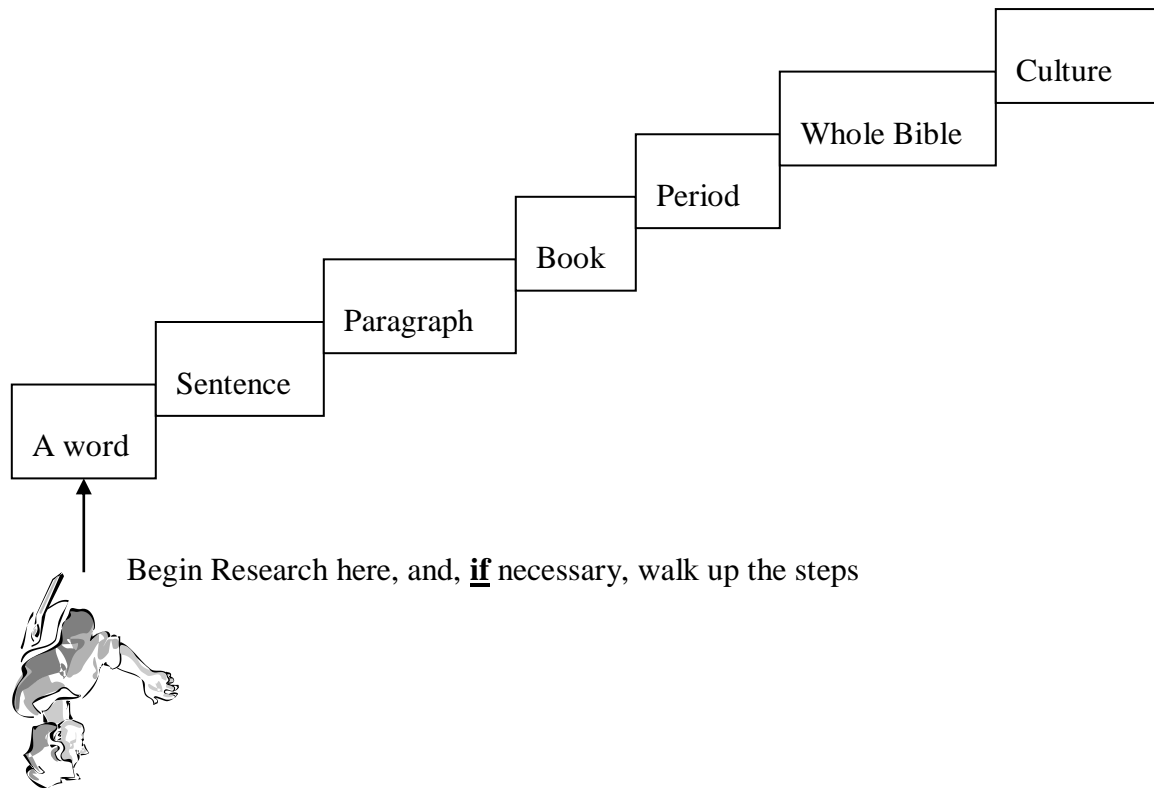 Culture
Whole Bible
Period
Book
Paragraph
Sentence
A word
Begin Research here, and, if necessary, walk up the steps